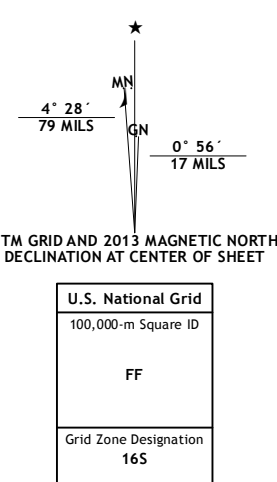 MN
4° 28´
79 MILS
GN
0° 56´
17 MILS
TM GRID AND 2013 MAGNETIC NORTH
DECLINATION AT CENTER OF SHEET
U.S. National Grid
100,000-m Square ID
FF
Grid Zone Designation
16S